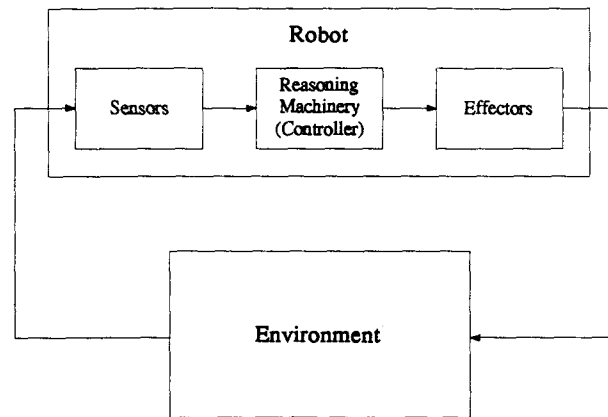 Robot
Sensors
Reasoning
Machinery
(Controller)
Effectors
Environment